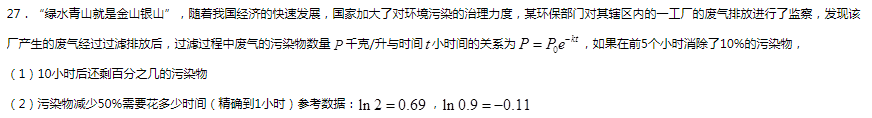 27．“绿水青山就是金山银山”，随着我国经济的快速发展，国家加大了对环境污染的治理力度，某环保部门对其辖区内的一工厂的废气排放进行了监察，发现该
厂产生的废气经过过滤排放后，过滤过程中废气的污染物数量 P 千克/升与时间 t 小时间的关系为 P = P₀e^{-kt}，如果在前5个小时消除了10%的污染物，
（1）10小时后还剩百分之几的污染物
（2）污染物减少50%需要花多少时间（精确到1小时）参考数据：ln 2 = 0.69 ，ln 0.9 = −0.11